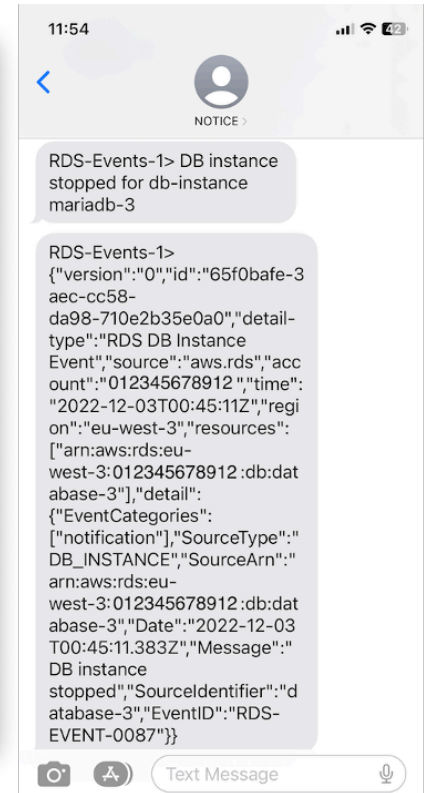 11:54
42
NOTICE >
RDS-Events-1> DB instance
stopped for db-instance
mariadb-3
RDS-Events-1>
{"version":"0","id":"65f0bafe-3
aec-cc58-
da98-710e2b35e0a0","detail-
type":"RDS DB Instance
Event","source":"aws.rds","acc
ount":"012345678912","time":
"2022-12-03T00:45:11Z","regi
on":"eu-west-3","resources":
["arn:aws:rds:eu-
west-3:012345678912:db:dat
abase-3"],"detail":
{"EventCategories":
["notification"],"SourceType":"
DB_INSTANCE","SourceArn":"
arn:aws:rds:eu-
west-3:012345678912:db:dat
abase-3","Date":"2022-12-03
T00:45:11.383Z","Message":"
DB instance
stopped","SourceIdentifier":"d
atabase-3","EventID":"RDS-
EVENT-0087"}}
Text Message